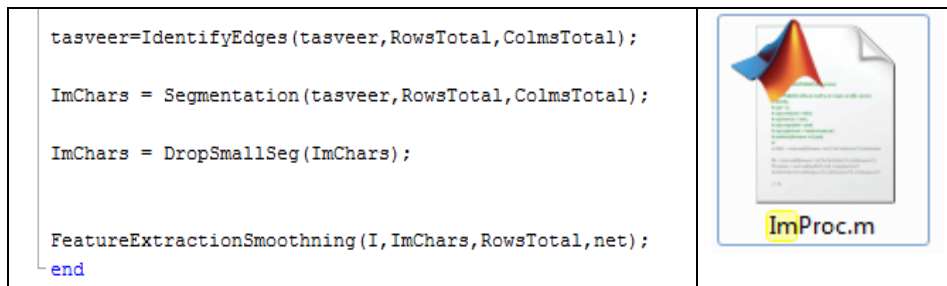 tasveer=IdentifyEdges(tasveer,RowsTotal,ColmsTotal);
ImChars = Segmentation(tasveer,RowsTotal,ColmsTotal);
ImChars = DropSmallSeg(ImChars);
FeatureExtractionSmoothning(I,ImChars,RowsTotal,net);
end
ImProc.m